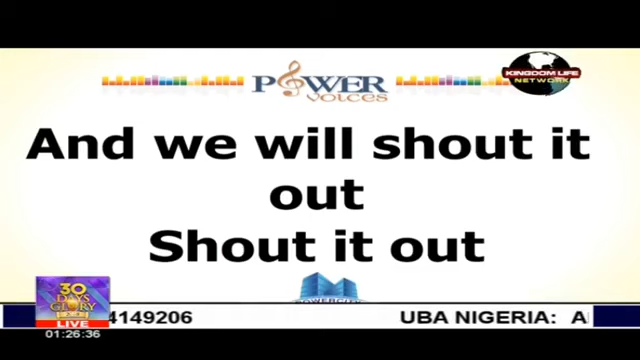 POWER
voices
KINGDOM LIFE
NETWORK
And we will shout it
out
Shout it out
30
DAYS
GLORY
LIVE
POWERCITY
4149206
UBA NIGERIA:
01:26:36